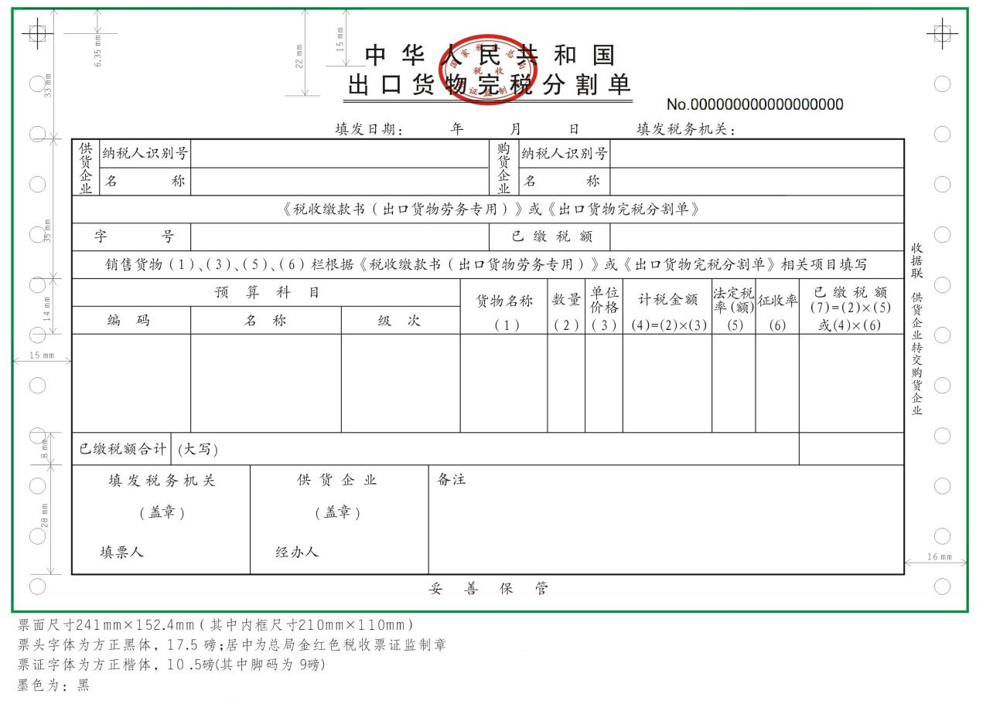 6.35 mm
33 mm
22 mm
15 mm
中华人民共和国
国家税务总局
税收
出口货物完税分割单
No.000000000000000000
填发日期： 年 月 日 填发税务机关：
供货企业 纳税人识别号 购货企业 纳税人识别号
名 称 名 称
《税收缴款书（出口货物劳务专用）》或《出口货物完税分割单》
字 号 已缴税额
35 mm
销售货物（1）、（3）、（5）、（6）栏根据《税收缴款书（出口货物劳务专用）》或《出口货物完税分割单》相关项目填写
预算科目 货物名称（1） 数量（2） 单位价格（3） 计税金额(4)=(2)×(3) 法定税率(额)(5) 征收率(6) 已缴税额(7)=(2)×(5)或(4)×(6)
编码 名称 级次
14 mm
15 mm
收据联 供货企业转交购货企业
8 mm
已缴税额合计 (大写)
填发税务机关 供货企业 备注
（盖章） （盖章）
28 mm
填票人 经办人
16 mm
妥善保管
票面尺寸241mm×152.4mm（其中内框尺寸210mm×110mm）
票头字体为方正黑体，17.5 磅;居中为总局金红色税收票证监制章
票证字体为方正楷体，10.5磅(其中脚码为 9磅)
墨色为：黑